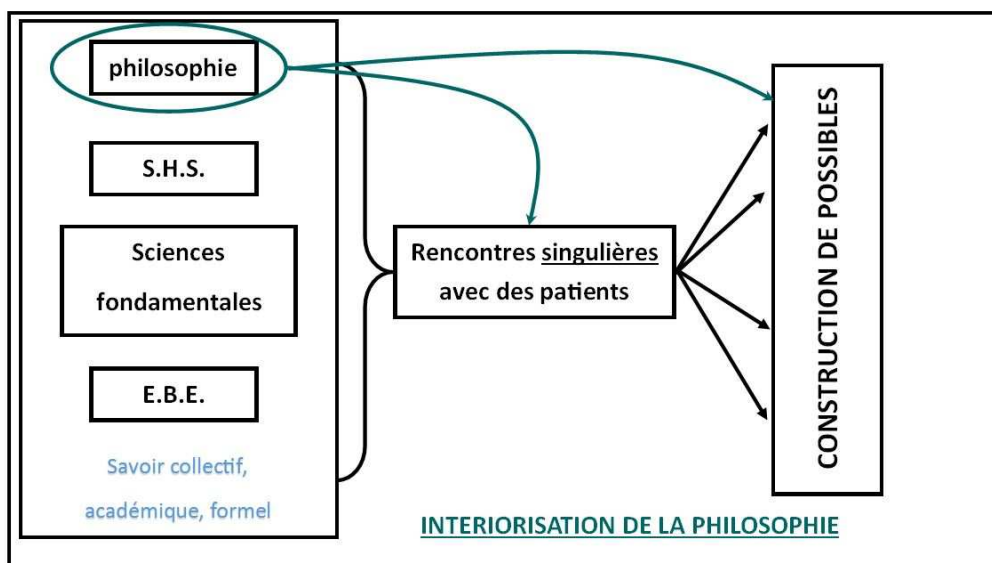 philosophie
S.H.S.
Sciences
fondamentales
E.B.E.
Savoir collectif,
académique, formel
Rencontres singulières
avec des patients
CONSTRUCTION DE POSSIBLES
INTERIORISATION DE LA PHILOSOPHIE